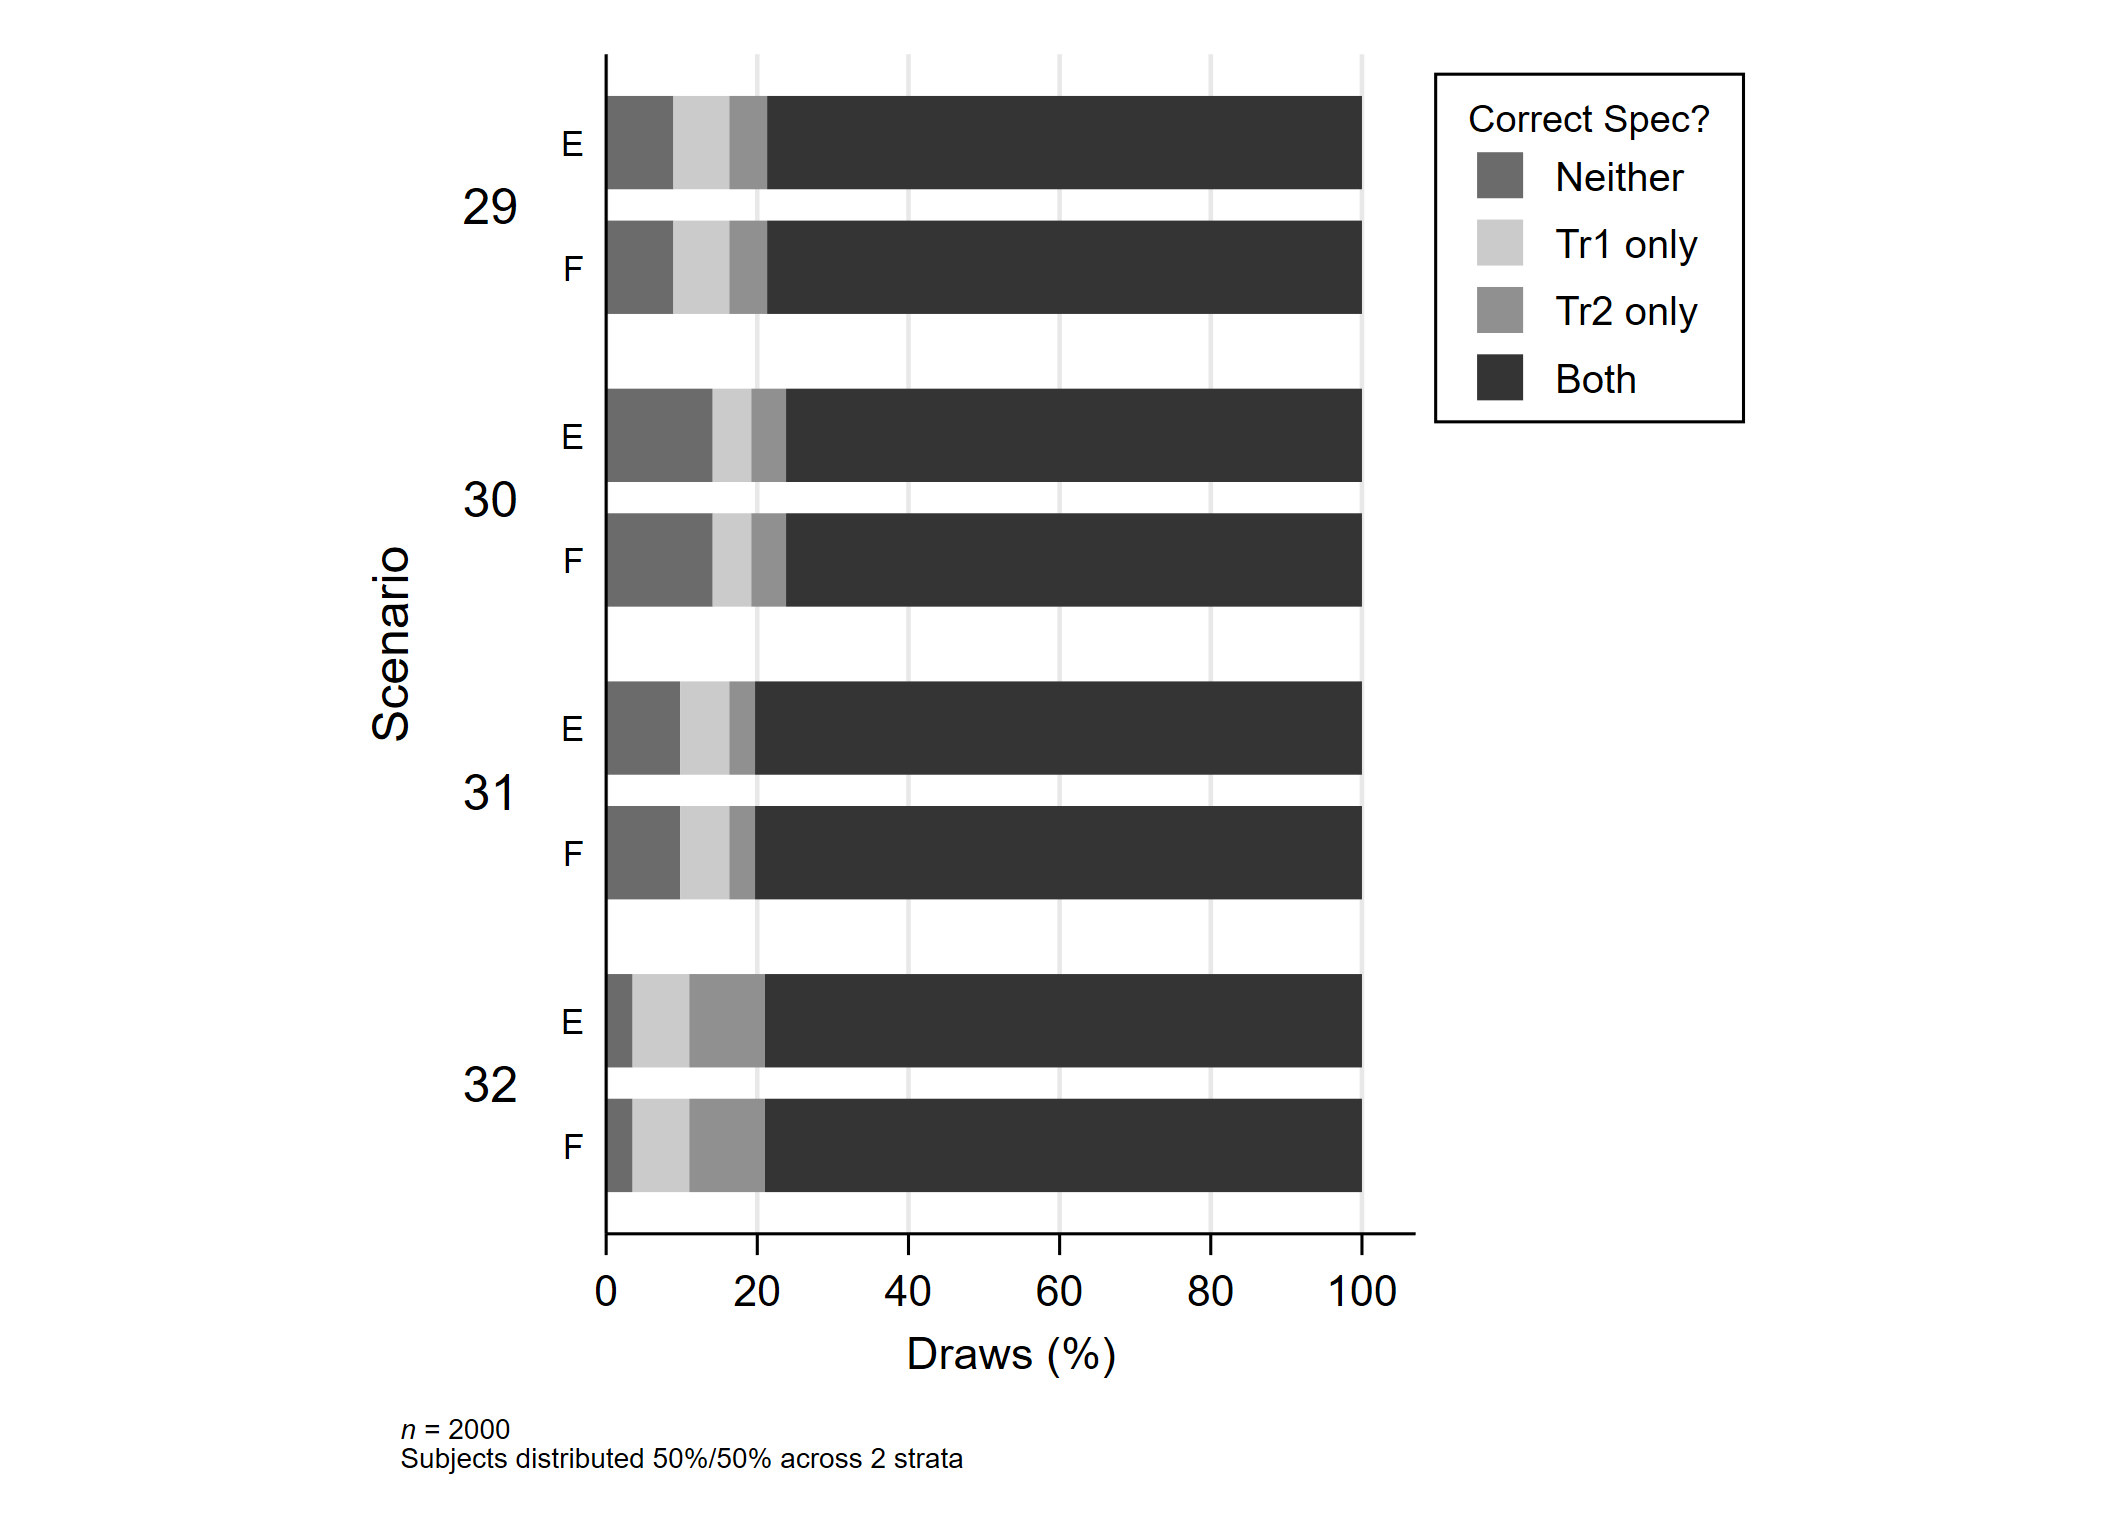 Correct Spec?
Neither
Tr1 only
Tr2 only
Both
Scenario
29
E
F
30
E
F
31
E
F
32
E
F
0 20 40 60 80 100
Draws (%)
n = 2000
Subjects distributed 50%/50% across 2 strata